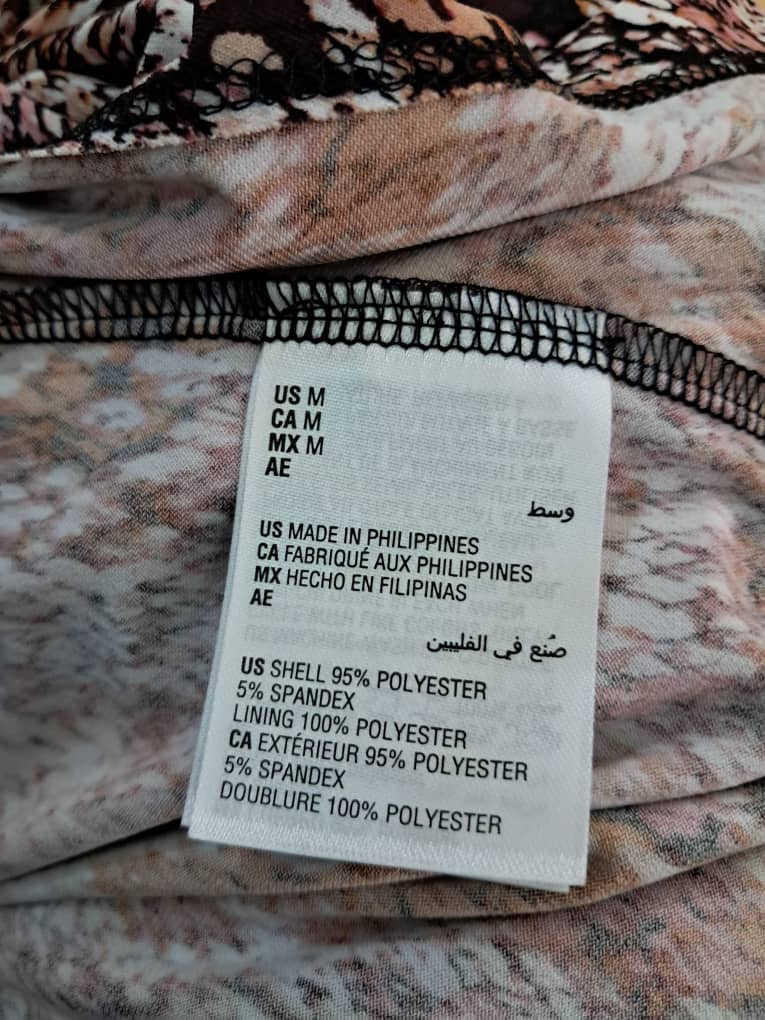 US M
CA M
MX M
AE
وسط
US MADE IN PHILIPPINES
CA FABRIQUÉ AUX PHILIPPINES
MX HECHO EN FILIPINAS
AE
صُنع في الفليبين
US SHELL 95% POLYESTER
5% SPANDEX
LINING 100% POLYESTER
CA EXTÉRIEUR 95% POLYESTER
5% SPANDEX
DOUBLURE 100% POLYESTER